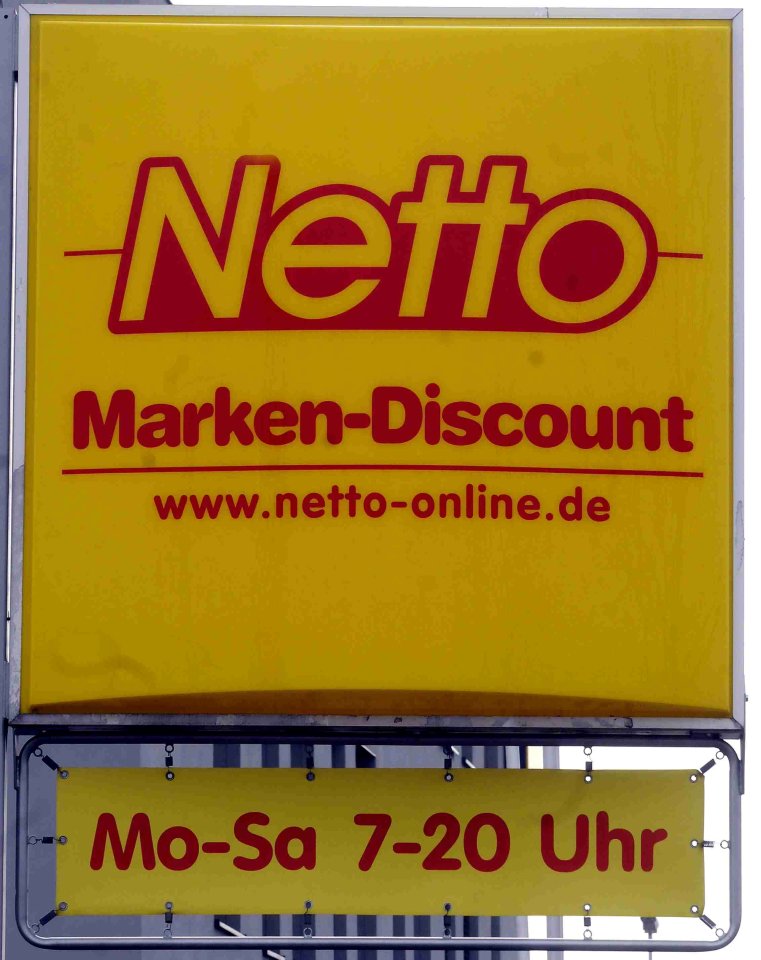 Netto
Marken-Discount
www.netto-online.de
Mo-Sa 7-20 Uhr